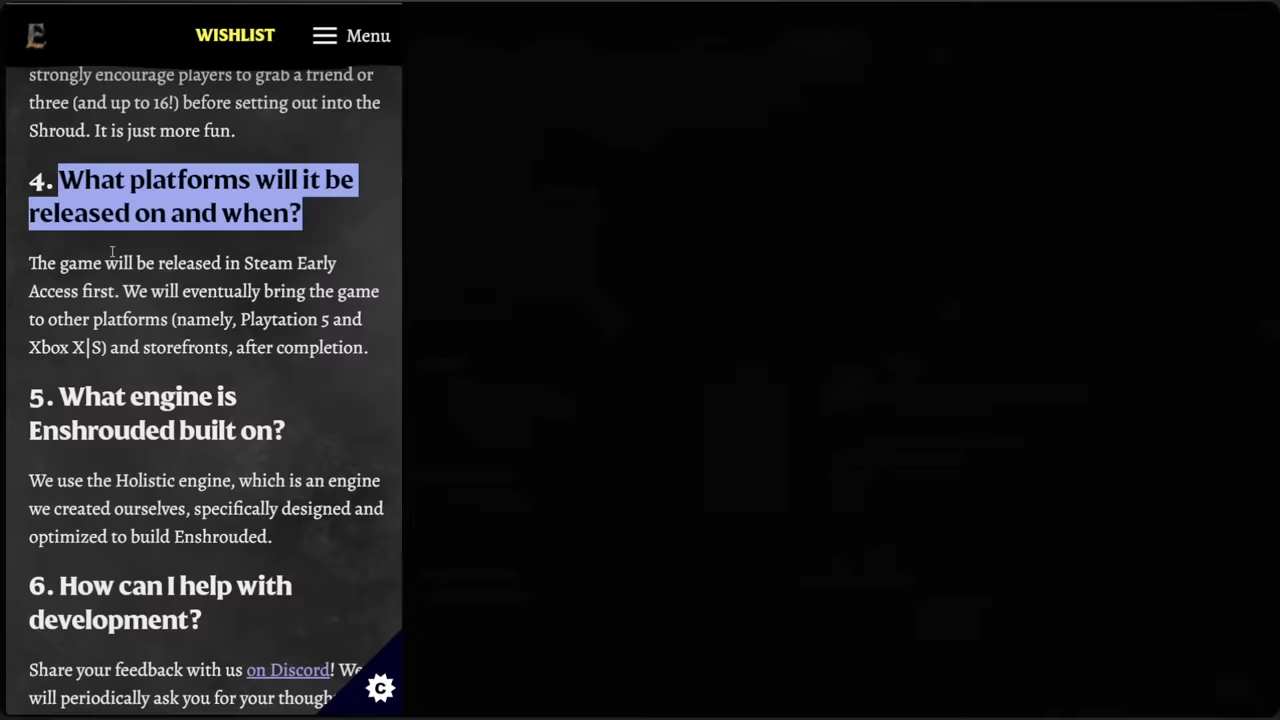 E
WISHLIST
Menu
strongly encourage players to grab a friend or
three (and up to 16!) before setting out into the
Shroud. It is just more fun.
4. What platforms will it be
released on and when?
The game will be released in Steam Early
Access first. We will eventually bring the game
to other platforms (namely, Playtation 5 and
Xbox X|S) and storefronts, after completion.
5. What engine is
Enshrouded built on?
We use the Holistic engine, which is an engine
we created ourselves, specifically designed and
optimized to build Enshrouded.
6. How can I help with
development?
Share your feedback with us on Discord! We
will periodically ask you for your
C